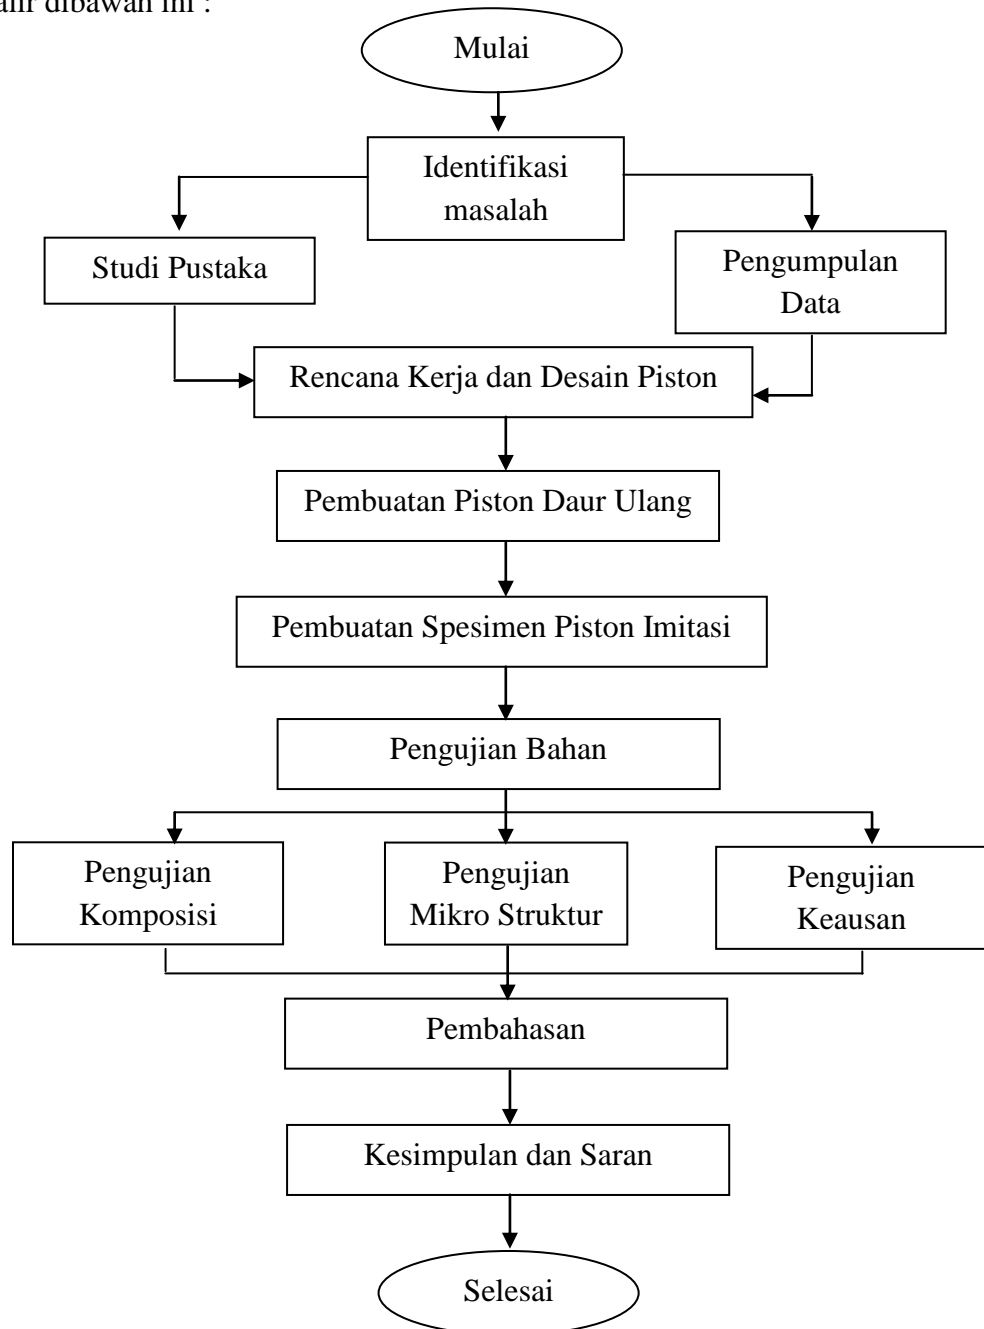 alir dibawah ini :
Mulai
Identifikasi
masalah
Studi Pustaka
Pengumpulan
Data
Rencana Kerja dan Desain Piston
Pembuatan Piston Daur Ulang
Pembuatan Spesimen Piston Imitasi
Pengujian Bahan
Pengujian
Komposisi
Pengujian
Mikro Struktur
Pengujian
Keausan
Pembahasan
Kesimpulan dan Saran
Selesai